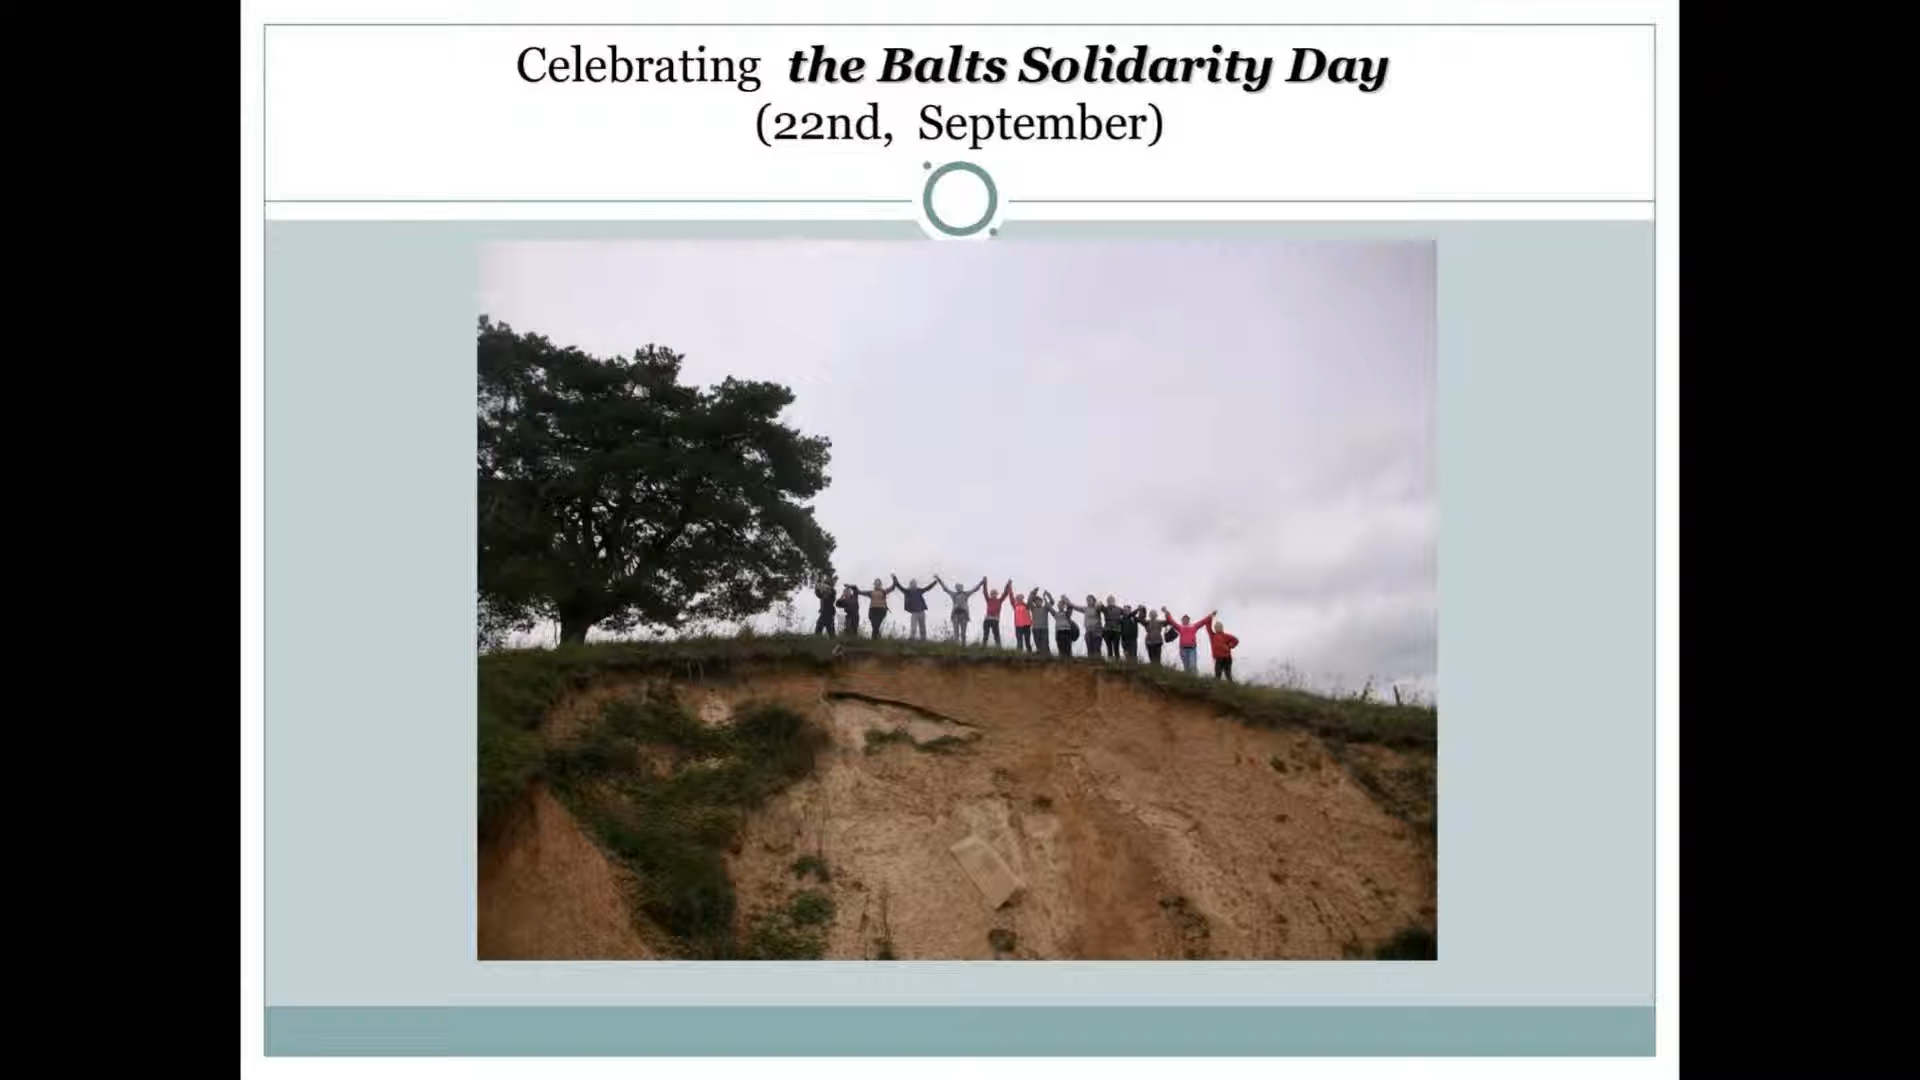 Celebrating the Balts Solidarity Day
(22nd, September)